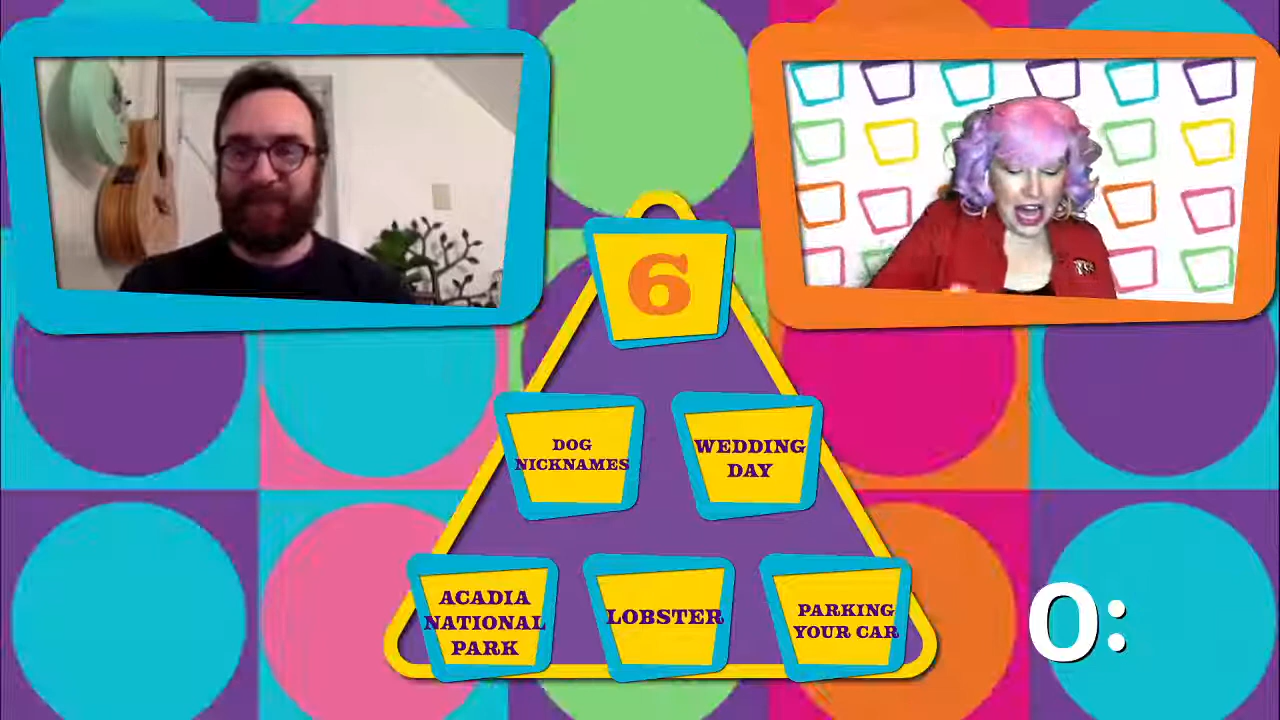 6
DOG
NICKNAMES
WEDDING
DAY
ACADIA
NATIONAL
PARK
LOBSTER
PARKING
YOUR CAR
0: